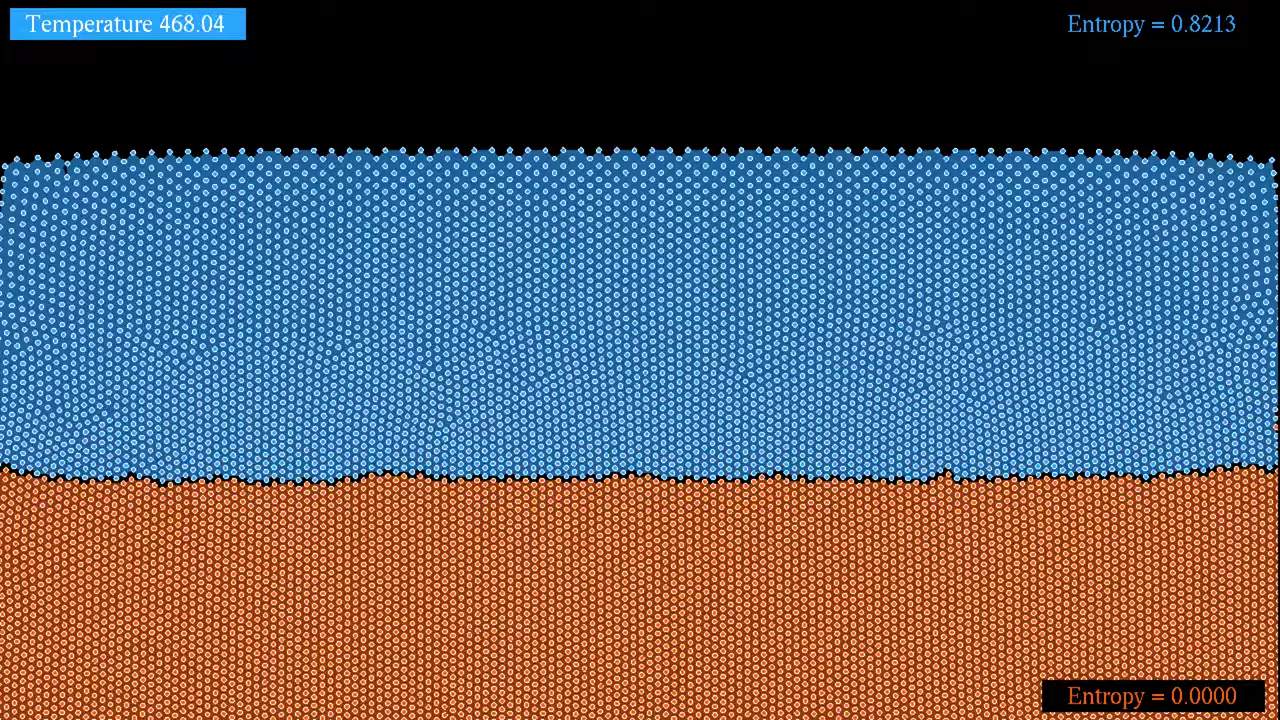 Temperature 468.04
Entropy = 0.8213
Entropy = 0.0000